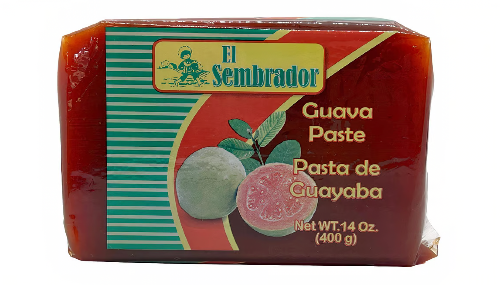 El
Sembrador
Guava
Paste
Pasta de
Guayaba
Net WT.14 Oz.
(400 g)